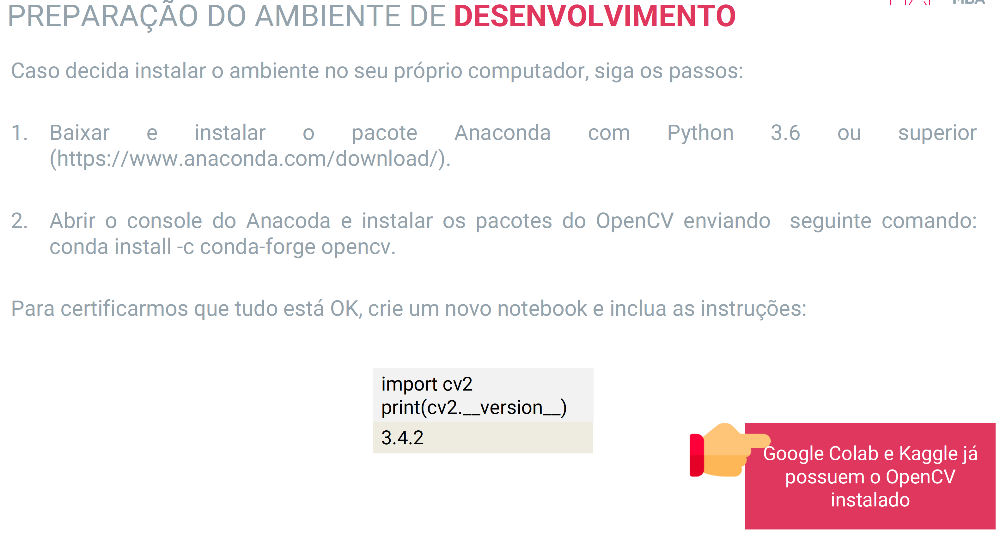 PREPARAÇÃO DO AMBIENTE DE DESENVOLVIMENTO
MBA
Caso decida instalar o ambiente no seu próprio computador, siga os passos:
1. Baixar e instalar o pacote Anaconda com Python 3.6 ou superior
(https://www.anaconda.com/download/).
2. Abrir o console do Anacoda e instalar os pacotes do OpenCV enviando seguinte comando:
conda install -c conda-forge opencv.
Para certificarmos que tudo está OK, crie um novo notebook e inclua as instruções:
import cv2
print(cv2.__version__)
3.4.2
Google Colab e Kaggle já
possuem o OpenCV
instalado